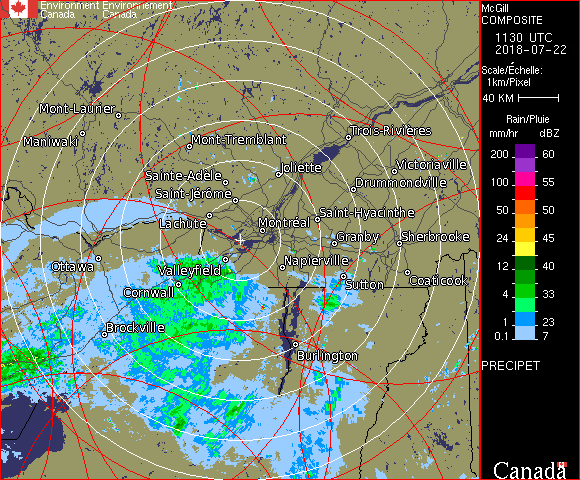 Environment Environnement
Canada Canada
McGill
COMPOSITE
1130 UTC
2018-07-22
Scale/Échelle:
1km/Pixel
40 KM
Rain/Pluie
mm/hr dBZ
200 60
100 55
50 50
24 45
12 40
4 33
1 23
0.1 7
PRECIPET
Canada
Mont-Laurier
Maniwaki
Mont-Tremblant
Trois-Rivières
Joliette
Victoriaville
Sainte-Adèle
Drummondville
Saint-Jérôme
Saint-Hyacinthe
Lachute
Montréal
Granby
Sherbrooke
Ottawa
Valleyfield
Napierville
Sutton
Coaticook
Cornwall
Brockville
Burlington